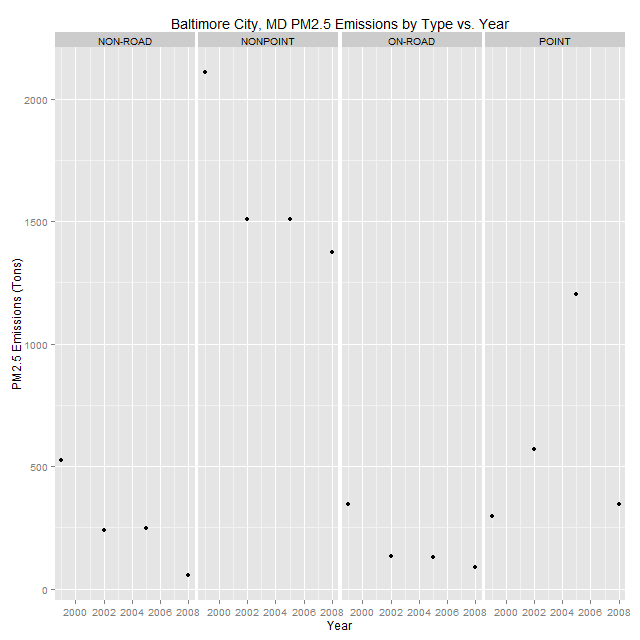 Baltimore City, MD PM2.5 Emissions by Type vs. Year
NON-ROAD NONPOINT ON-ROAD POINT
PM2.5 Emissions (Tons)
2000
1500
1000
500
0
2000 2002 2004 2006 2008 2000 2002 2004 2006 2008 2000 2002 2004 2006 2008 2000 2002 2004 2006 2008
Year